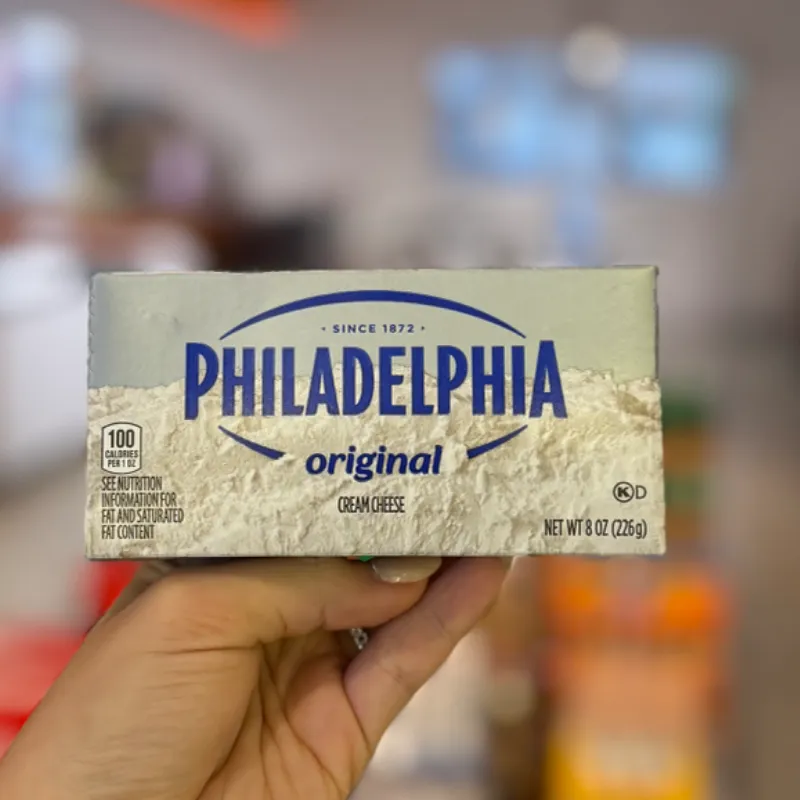 • SINCE 1872 •
PHILADELPHIA
original
CREAM CHEESE
100
CALORIES
PER 1 OZ
SEE NUTRITION
INFORMATION FOR
FAT AND SATURATED
FAT CONTENT
K D
NET WT 8 OZ (226g)